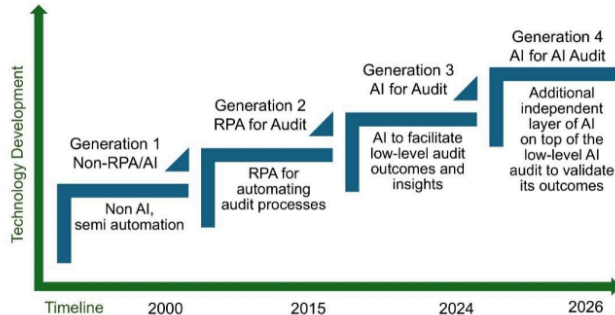 Technology Development
Generation 1
Non-RPA/AI
Non AI,
semi automation
Generation 2
RPA for Audit
RPA for
automating
audit processes
Generation 3
AI for Audit
AI to facilitate
low-level audit
outcomes and
insights
Generation 4
AI for AI Audit
Additional
independent
layer of AI
on top of the
low-level AI
audit to validate
its outcomes
Timeline 2000 2015 2024 2026